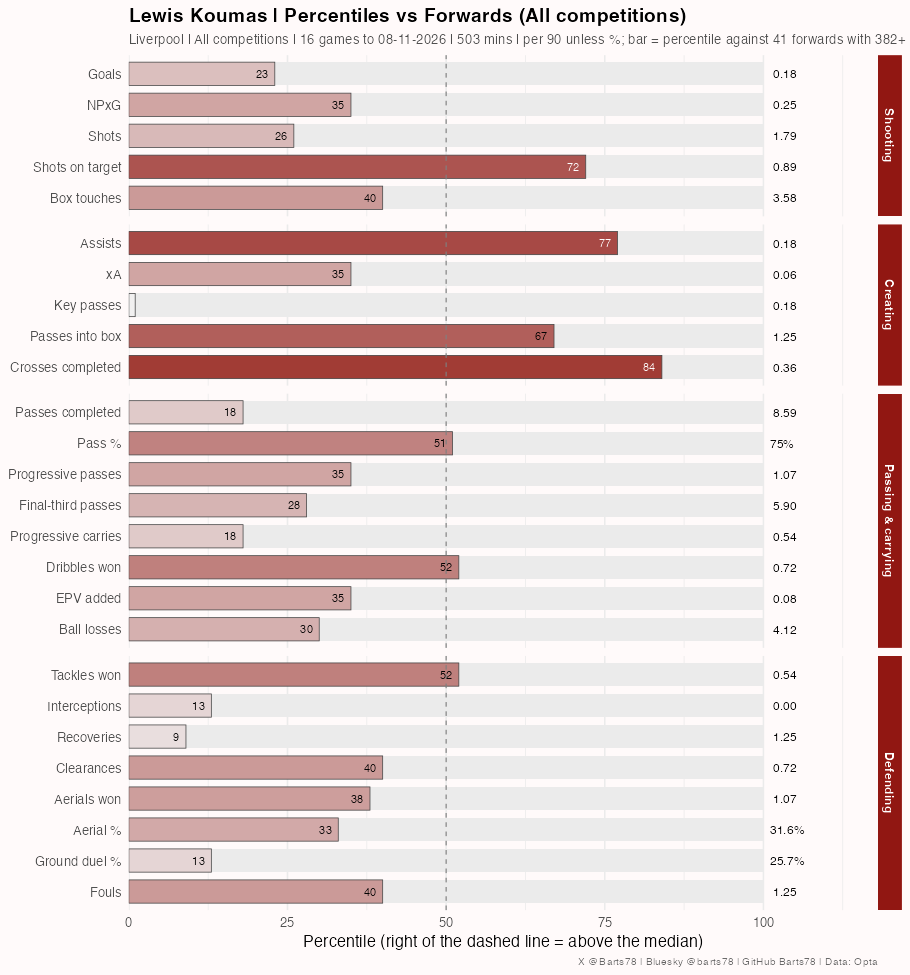 Lewis Koumas | Percentiles vs Forwards (All competitions)
Liverpool | All competitions | 16 games to 08-11-2026 | 503 mins | per 90 unless %; bar = percentile against 41 forwards with 382+
Goals 23 0.18
NPxG 35 0.25
Shots 26 1.79
Shots on target 72 0.89
Box touches 40 3.58
Shooting
Assists 77 0.18
xA 35 0.06
Key passes 0.18
Passes into box 67 1.25
Crosses completed 84 0.36
Creating
Passes completed 18 8.59
Pass % 51 75%
Progressive passes 35 1.07
Final-third passes 28 5.90
Progressive carries 18 0.54
Dribbles won 52 0.72
EPV added 35 0.08
Ball losses 30 4.12
Passing & carrying
Tackles won 52 0.54
Interceptions 13 0.00
Recoveries 9 1.25
Clearances 40 0.72
Aerials won 38 1.07
Aerial % 33 31.6%
Ground duel % 13 25.7%
Fouls 40 1.25
Defending
0 25 50 75 100
Percentile (right of the dashed line = above the median)
X @Barts78 | Bluesky @barts78 | GitHub Barts78 | Data: Opta